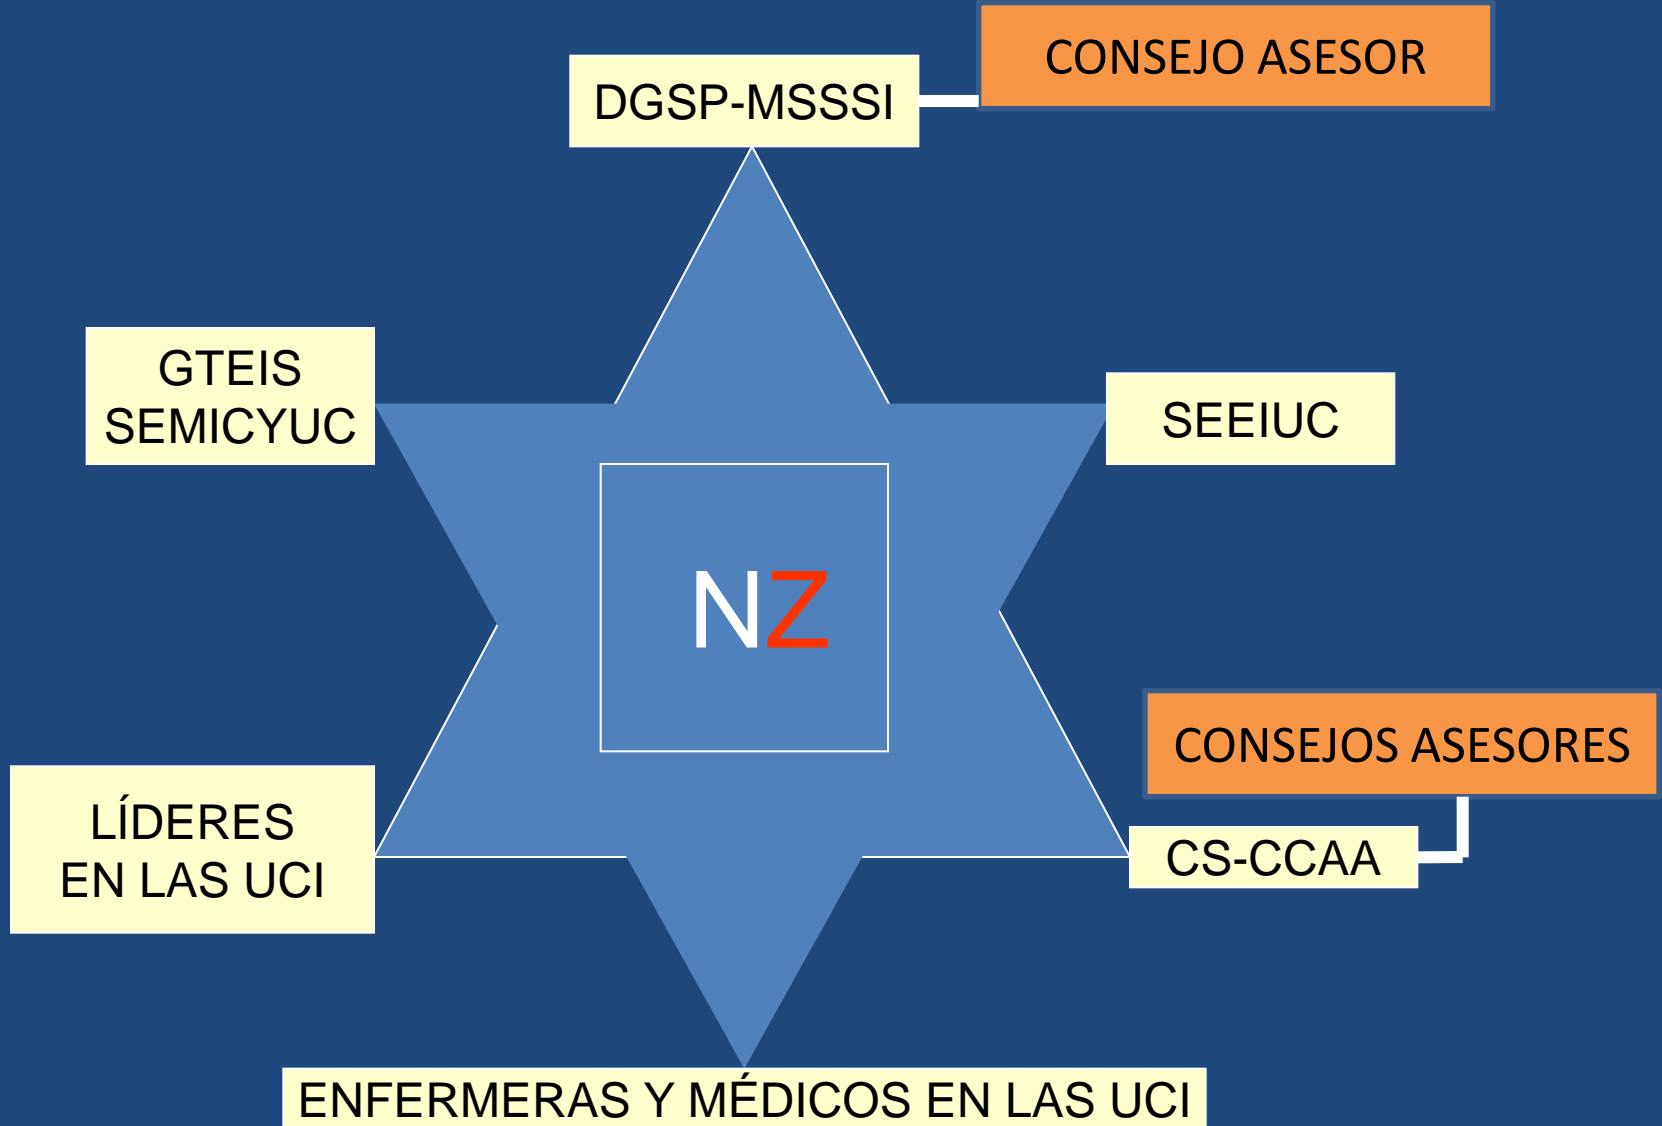 CONSEJO ASESOR
DGSP-MSSSI
GTEIS
SEMICYUC
SEEIUC
NZ
CONSEJOS ASESORES
LÍDERES
EN LAS UCI
CS-CCAA
ENFERMERAS Y MÉDICOS EN LAS UCI